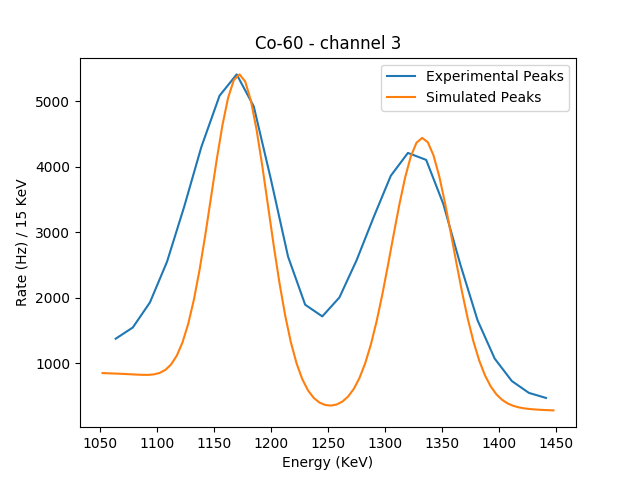 Co-60 - channel 3
Experimental Peaks
Simulated Peaks
Rate (Hz) / 15 KeV
5000
4000
3000
2000
1000
1050 1100 1150 1200 1250 1300 1350 1400 1450
Energy (KeV)